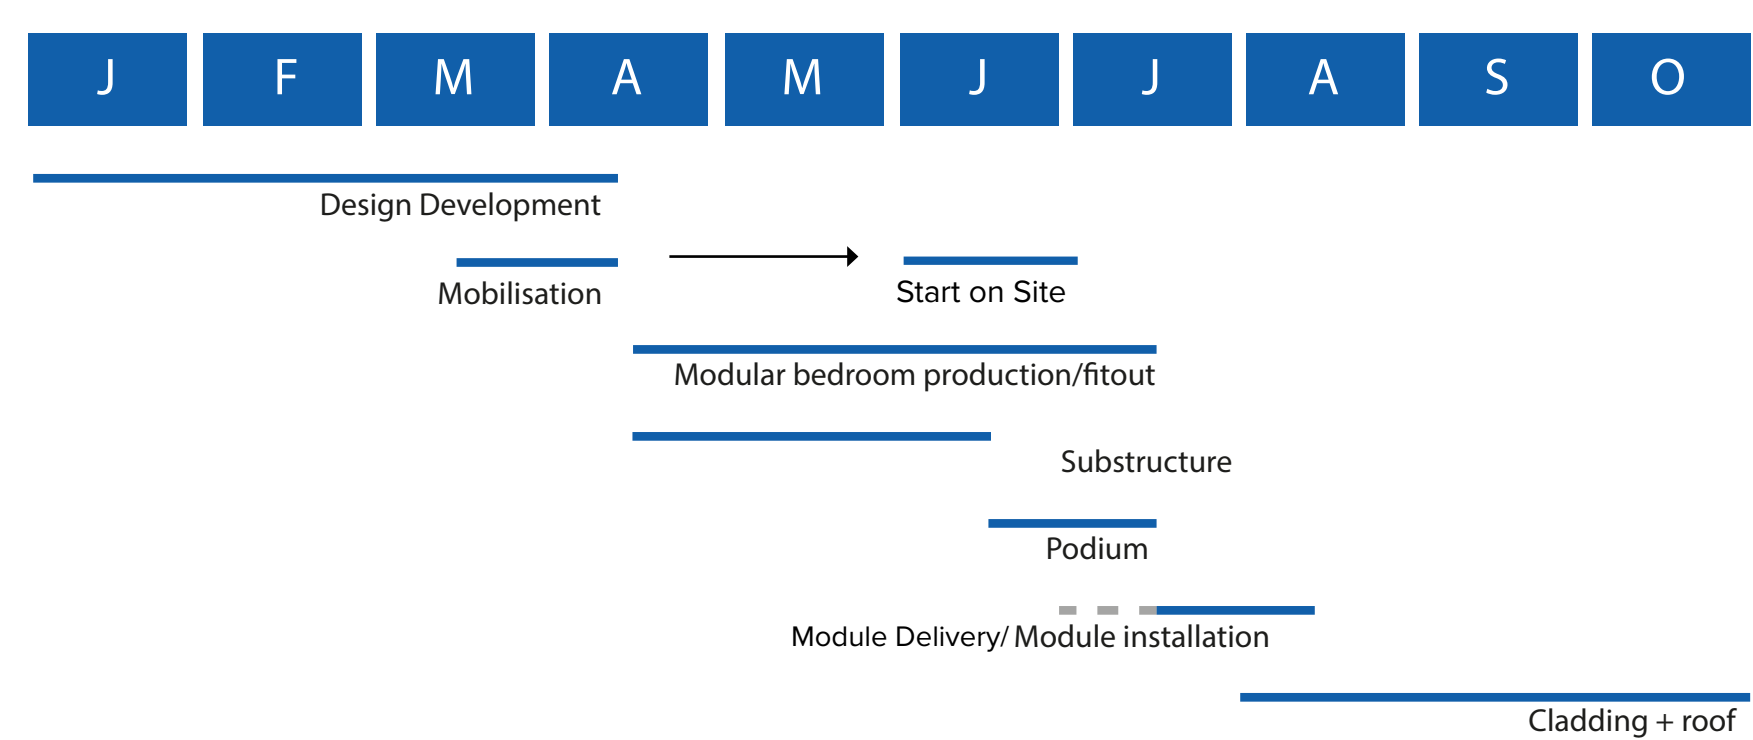 J F M A M J J A S O
Design Development
Mobilisation
Start on Site
Modular bedroom production/fitout
Substructure
Podium
Module Delivery/ Module installation
Cladding + roof